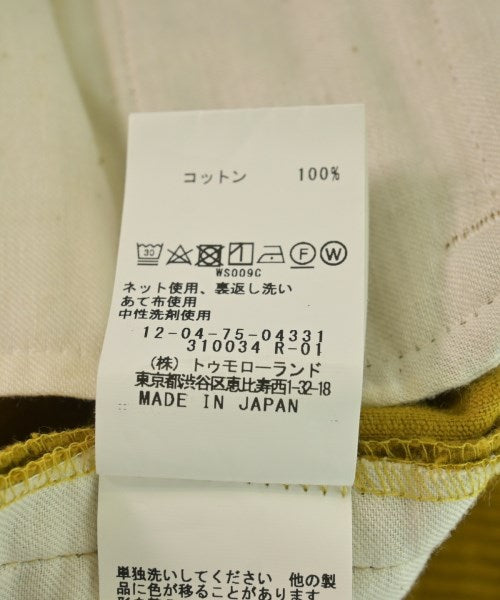 コットン 100%
30 F W
WS009C
ネット使用、裏返し洗い
あて布使用
中性洗剤使用
12-04-75-04331
310034 R-01
(株) トゥモローランド
東京都渋谷区恵比寿西1-32-18
MADE IN JAPAN
単独洗いしてください 他の製
品に色が移ることがあります